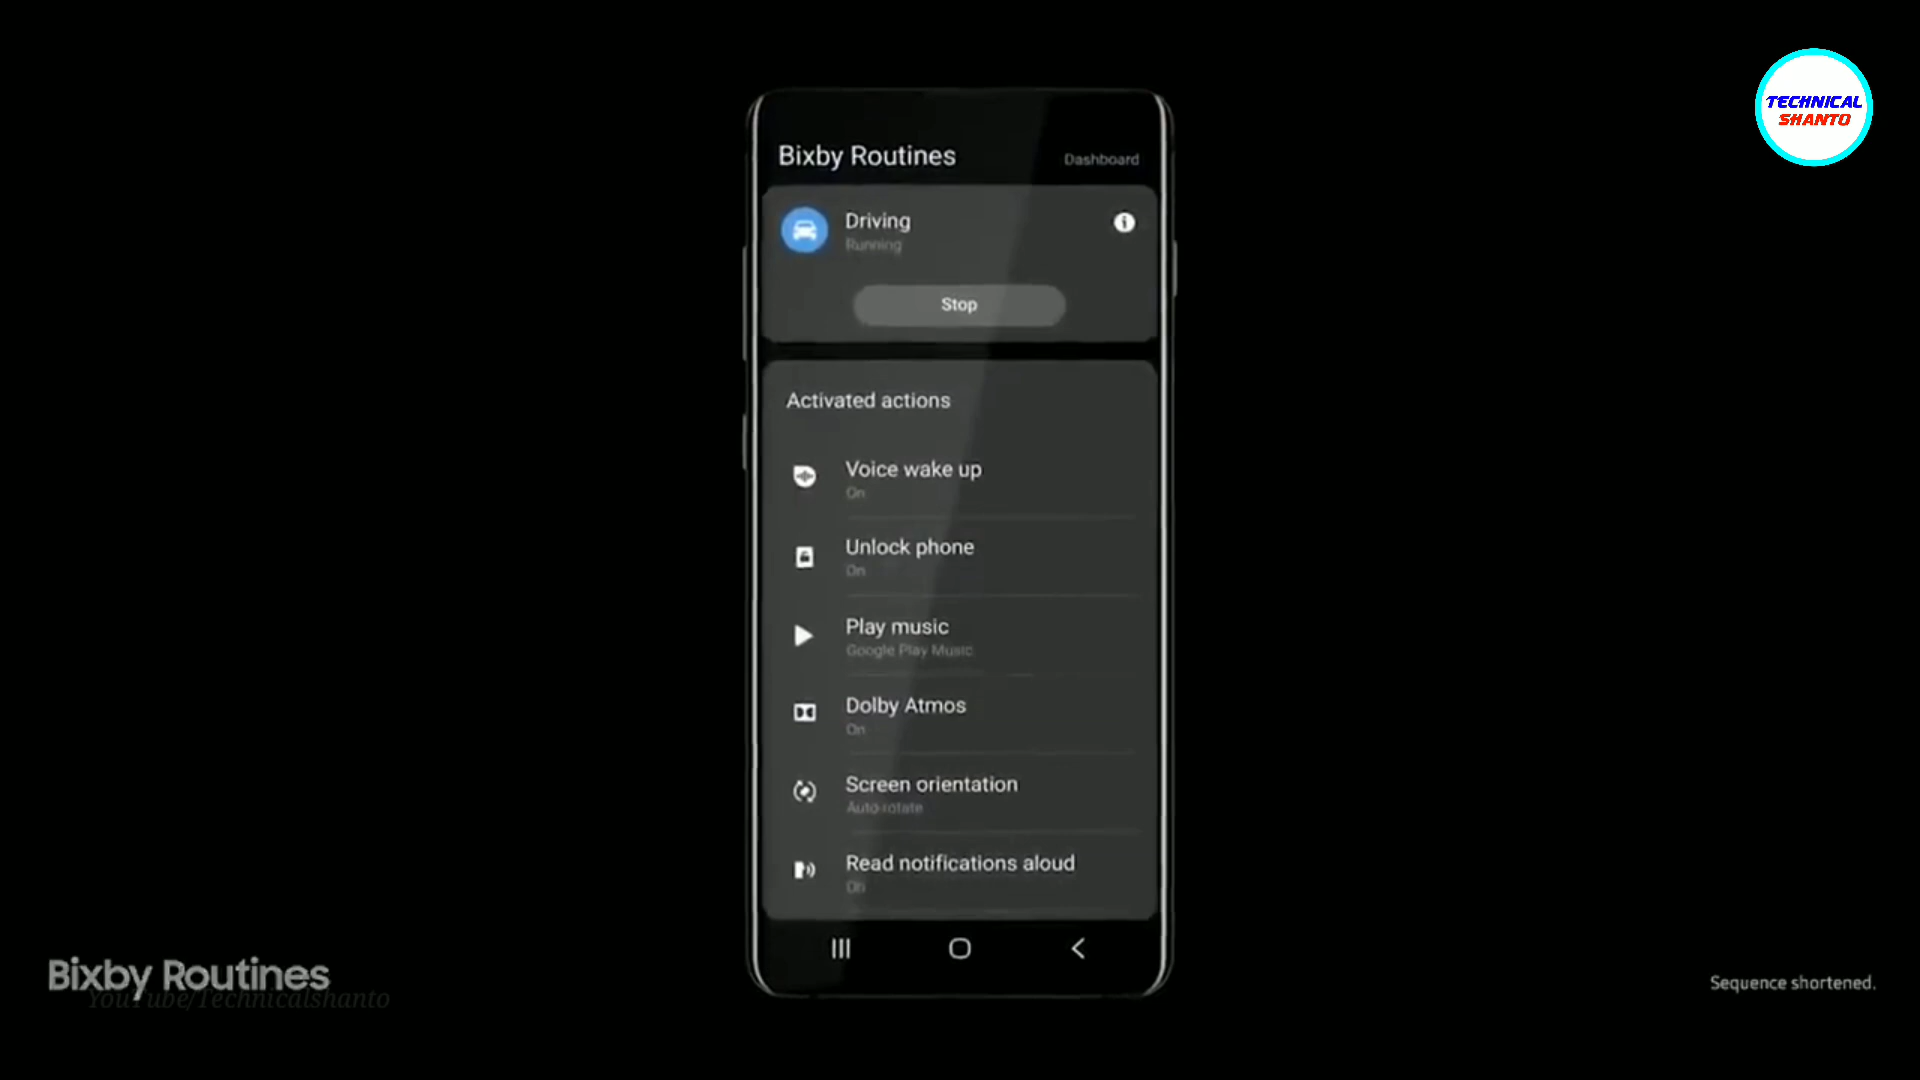 TECHNICAL
SHANTO
Bixby Routines
Dashboard
Driving
Running
Stop
Activated actions
Voice wake up
On
Unlock phone
On
Play music
Google Play Music
Dolby Atmos
On
Screen orientation
Auto rotate
Read notifications aloud
On
Bixby Routines
YouTube/Technicalshanto
Sequence shortened.